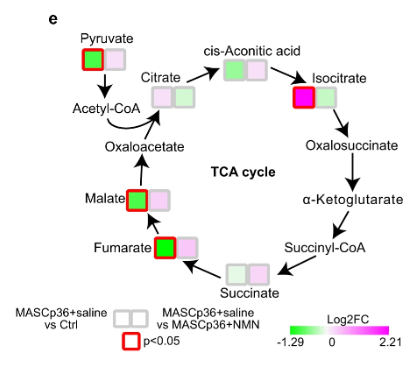 e
Pyruvate
cis-Aconitic acid
Citrate
Isocitrate
Acetyl-CoA
Oxaloacetate
Oxalosuccinate
TCA cycle
Malate
α-Ketoglutarate
Fumarate
Succinyl-CoA
Succinate
MASCp36+saline
vs Ctrl
MASCp36+saline
vs MASCp36+NMN
p<0.05
Log2FC
-1.29 0 2.21